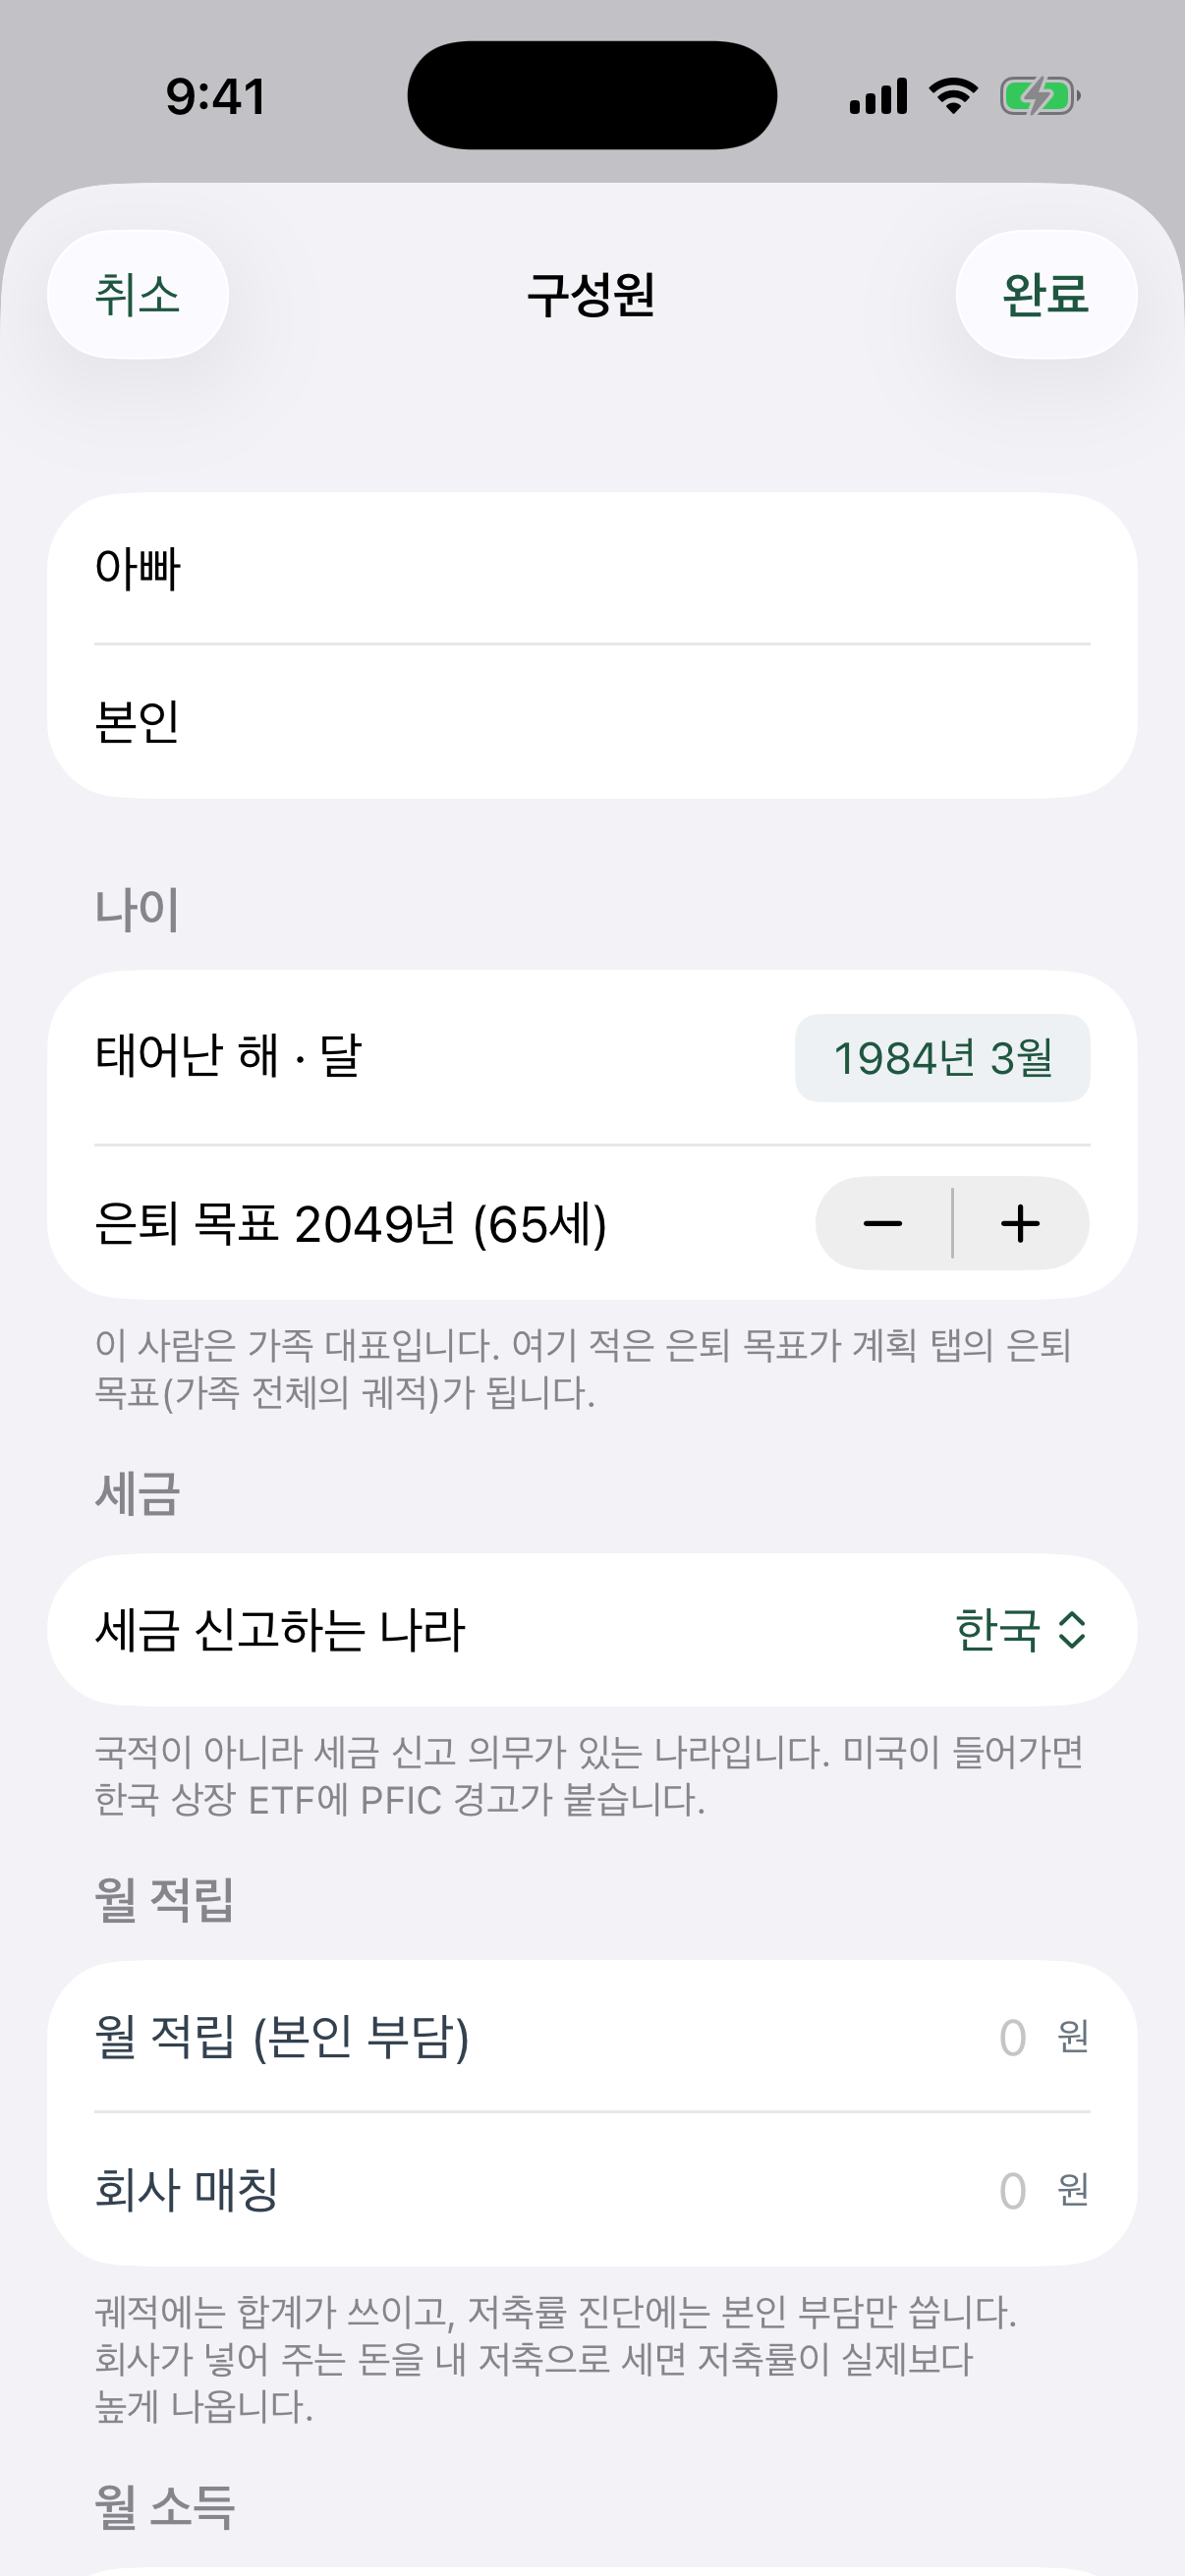 9:41
취소
구성원
완료
아빠
본인
나이
태어난 해 · 달
1984년 3월
은퇴 목표 2049년 (65세)
이 사람은 가족 대표입니다. 여기 적은 은퇴 목표가 계획 탭의 은퇴
목표(가족 전체의 궤적)가 됩니다.
세금
세금 신고하는 나라
한국
국적이 아니라 세금 신고 의무가 있는 나라입니다. 미국이 들어가면
한국 상장 ETF에 PFIC 경고가 붙습니다.
월 적립
월 적립 (본인 부담)
0 원
회사 매칭
0 원
궤적에는 합계가 쓰이고, 저축률 진단에는 본인 부담만 씁니다.
회사가 넣어 주는 돈을 내 저축으로 세면 저축률이 실제보다
높게 나옵니다.
월 소득